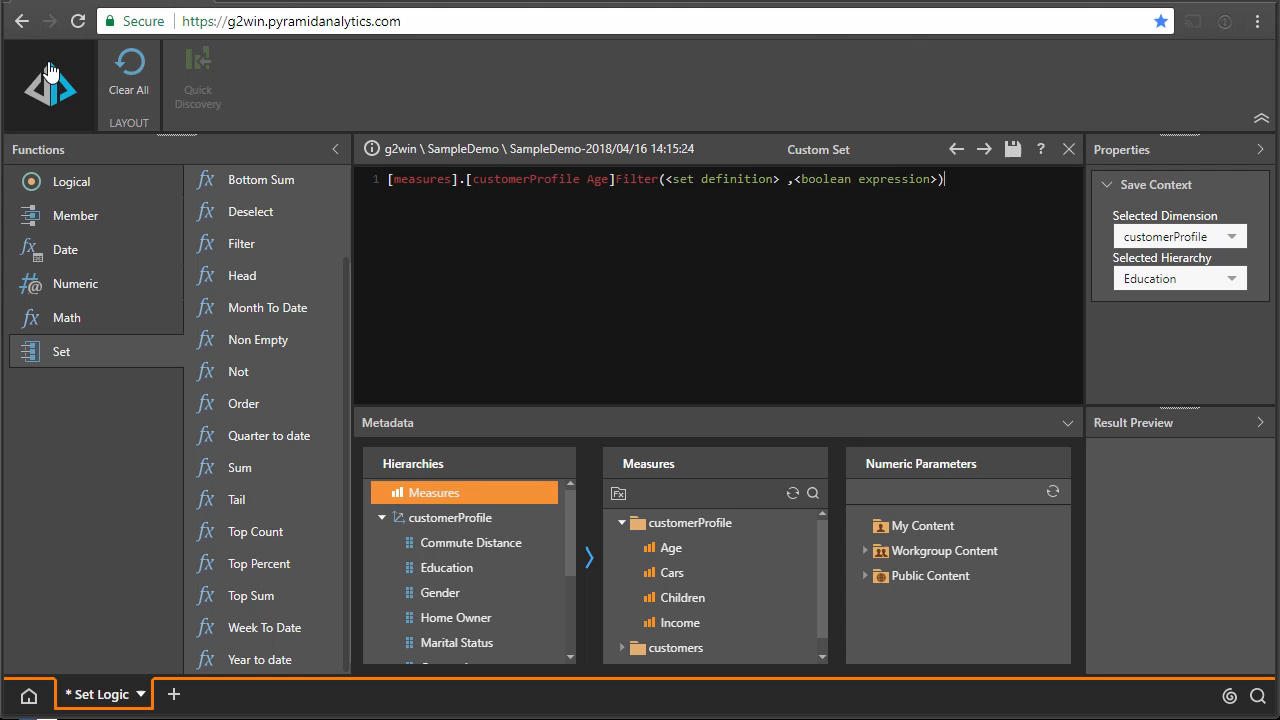 Secure https://g2win.pyramidanalytics.com
Clear All
Quick
Discovery
LAYOUT
Functions
g2win \ SampleDemo \ SampleDemo-2018/04/16 14:15:24
Custom Set
?
Properties
Logical
Member
Date
Numeric
Math
Set
Bottom Sum
Deselect
Filter
Head
Month To Date
Non Empty
Not
Order
Quarter to date
Sum
Tail
Top Count
Top Percent
Top Sum
Week To Date
Year to date
1 [measures].[customerProfile Age]Filter(<set definition> ,<boolean expression>)
Save Context
Selected Dimension
customerProfile
Selected Hierarchy
Education
Metadata
Hierarchies
Measures
customerProfile
Commute Distance
Education
Gender
Home Owner
Marital Status
Measures
customerProfile
Age
Cars
Children
Income
customers
Numeric Parameters
My Content
Workgroup Content
Public Content
Result Preview
* Set Logic